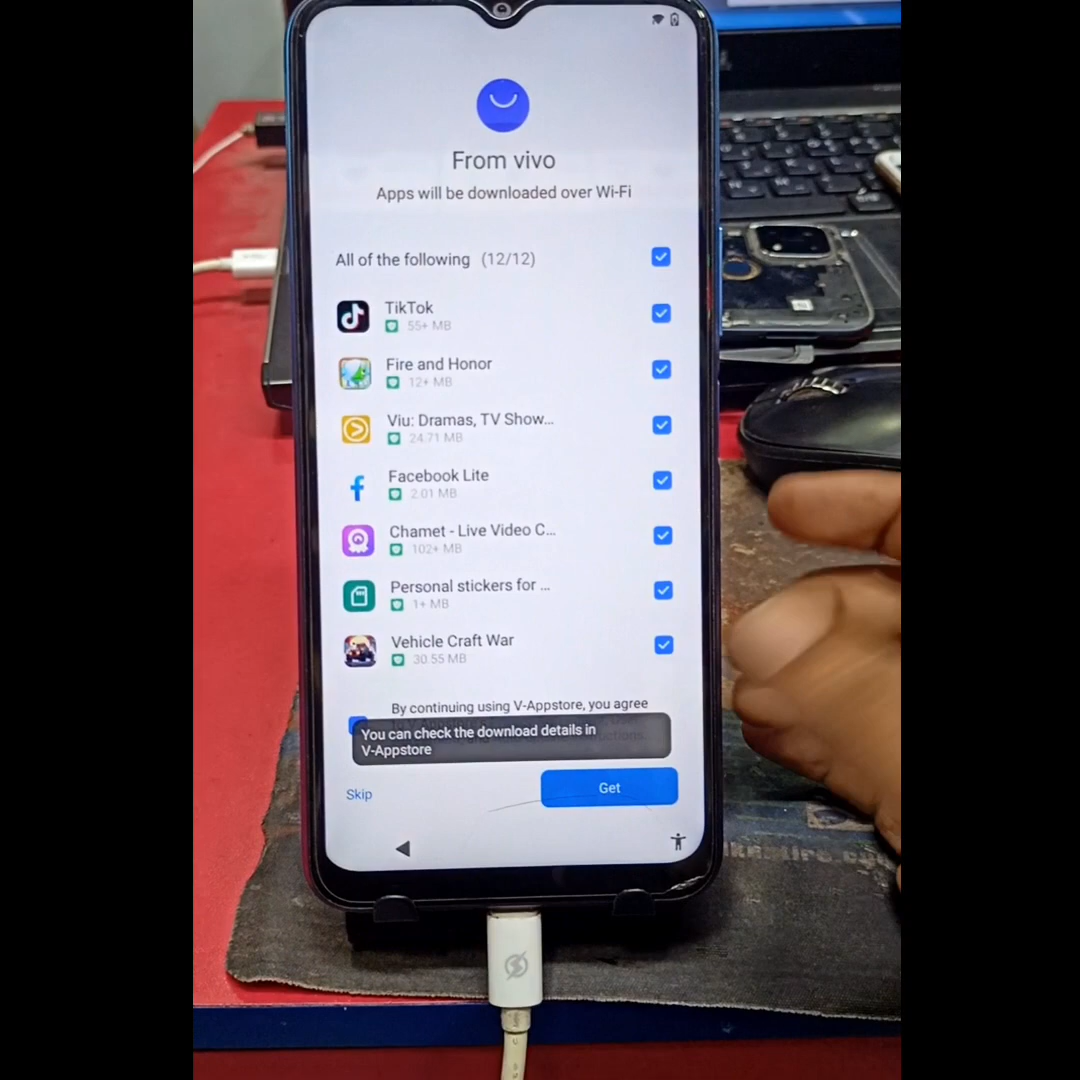 From vivo
Apps will be downloaded over Wi-Fi
All of the following (12/12)
TikTok
55+ MB
Fire and Honor
12+ MB
Viu: Dramas, TV Show...
24.71 MB
Facebook Lite
2.01 MB
Chamet - Live Video C...
102+ MB
Personal stickers for ...
1+ MB
Vehicle Craft War
30.55 MB
By continuing using V-Appstore, you agree
You can check the download details in
V-Appstore
Skip
Get